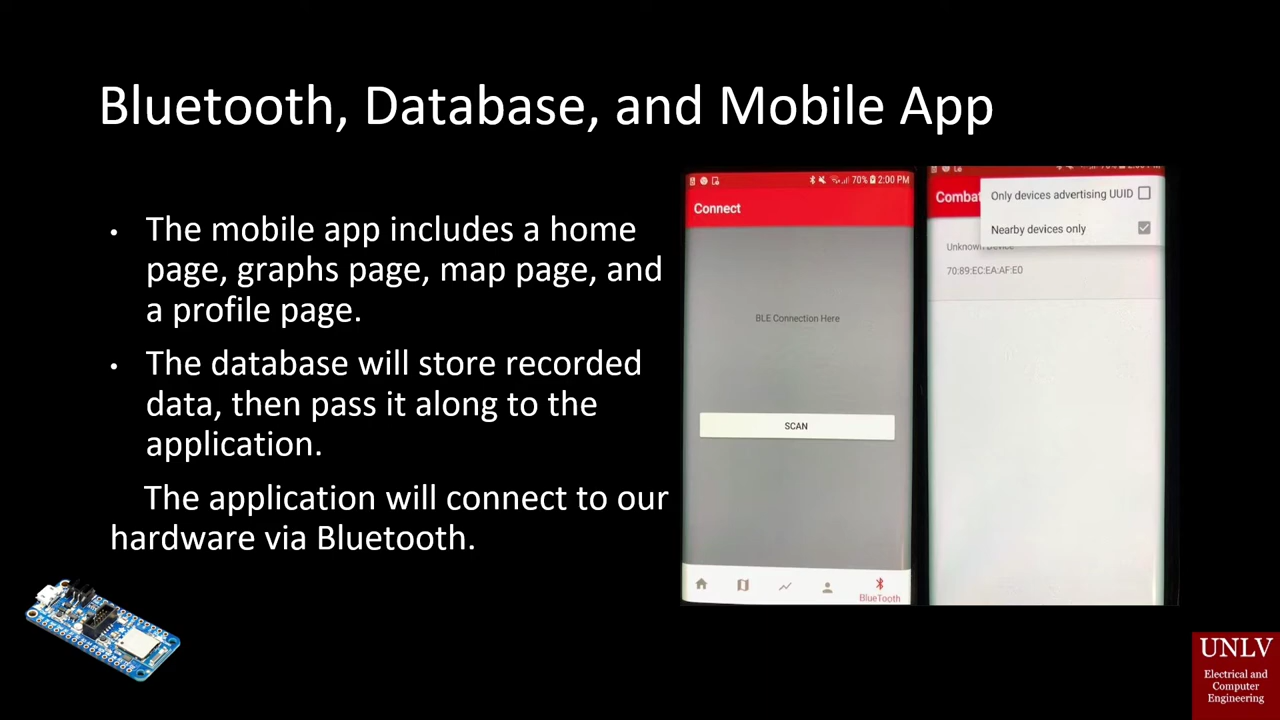 Bluetooth, Database, and Mobile App
• The mobile app includes a home
page, graphs page, map page, and
a profile page.
• The database will store recorded
data, then pass it along to the
application.
The application will connect to our
hardware via Bluetooth.
70% 2:00 PM
Connect
BLE Connection Here
SCAN
BlueTooth
Only devices advertising UUID
Combat
Nearby devices only
Unknown Device
70:89:EC:EA:AF:E0
UNLV
Electrical and
Computer
Engineering